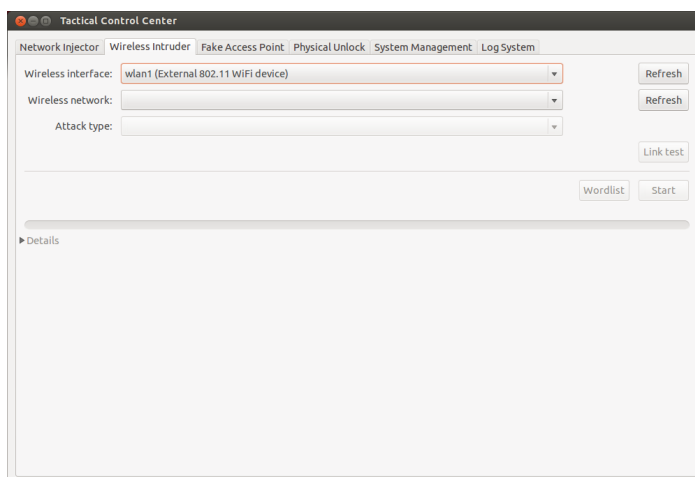 Tactical Control Center
Network Injector Wireless Intruder Fake Access Point Physical Unlock System Management Log System
Wireless interface: wlan1 (External 802.11 WiFi device) Refresh
Wireless network: Refresh
Attack type:
Link test
Wordlist Start
Details